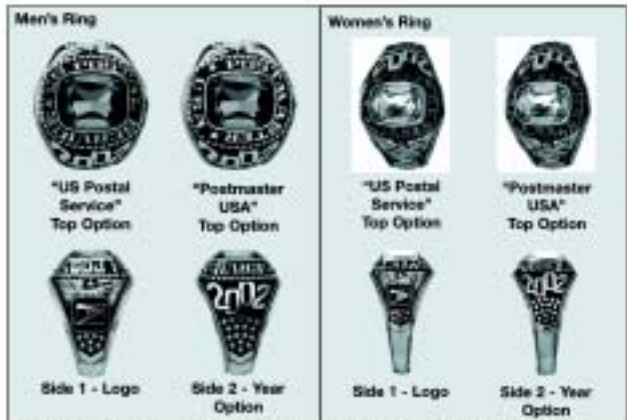 Men's Ring
"US Postal
Service"
Top Option
"Postmaster
USA"
Top Option
2002
Side 1 - Logo
Side 2 - Year
Option
Women's Ring
"US Postal
Service"
Top Option
"Postmaster
USA"
Top Option
2002
Side 1 - Logo
Side 2 - Year
Option